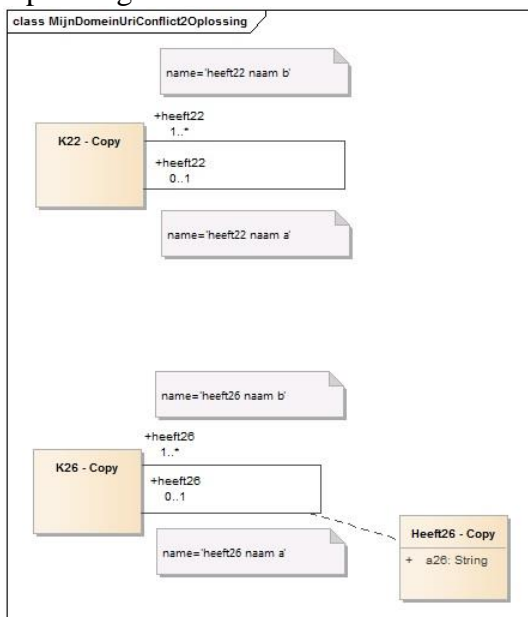 class MijnDomeinUriConflict2Oplossing
name='heeft22 naam b'
+heeft22
1..*
K22 - Copy
+heeft22
0..1
name='heeft22 naam a'
name='heeft26 naam b'
+heeft26
1..*
K26 - Copy
+heeft26
0..1
Heeft26 - Copy
name='heeft26 naam a'
+ a26: String